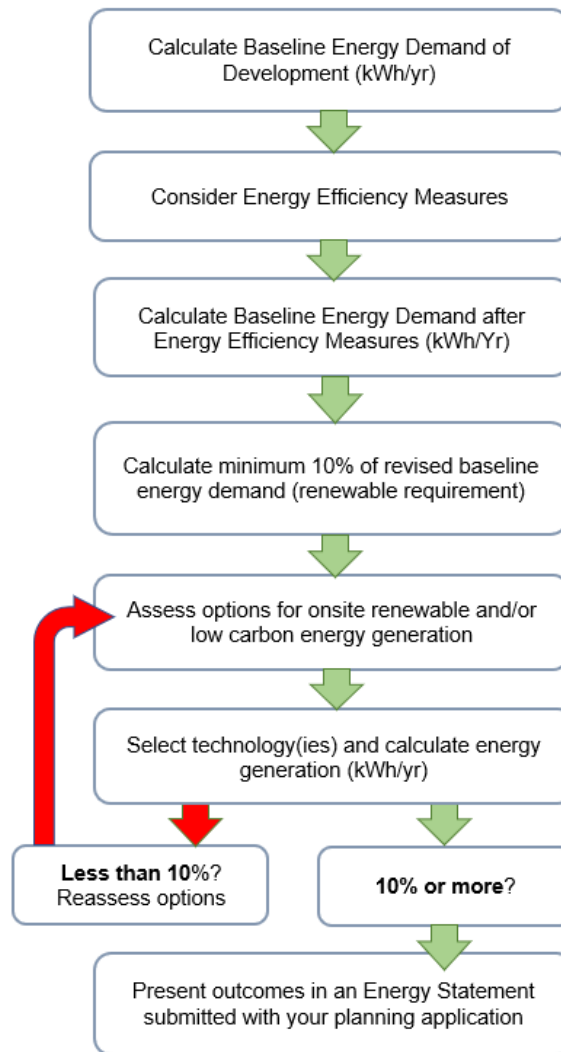 Calculate Baseline Energy Demand of
Development (kWh/yr)
Consider Energy Efficiency Measures
Calculate Baseline Energy Demand after
Energy Efficiency Measures (kWh/Yr)
Calculate minimum 10% of revised baseline
energy demand (renewable requirement)
Assess options for onsite renewable and/or
low carbon energy generation
Select technology(ies) and calculate energy
generation (kWh/yr)
Less than 10%?
Reassess options
10% or more?
Present outcomes in an Energy Statement
submitted with your planning application